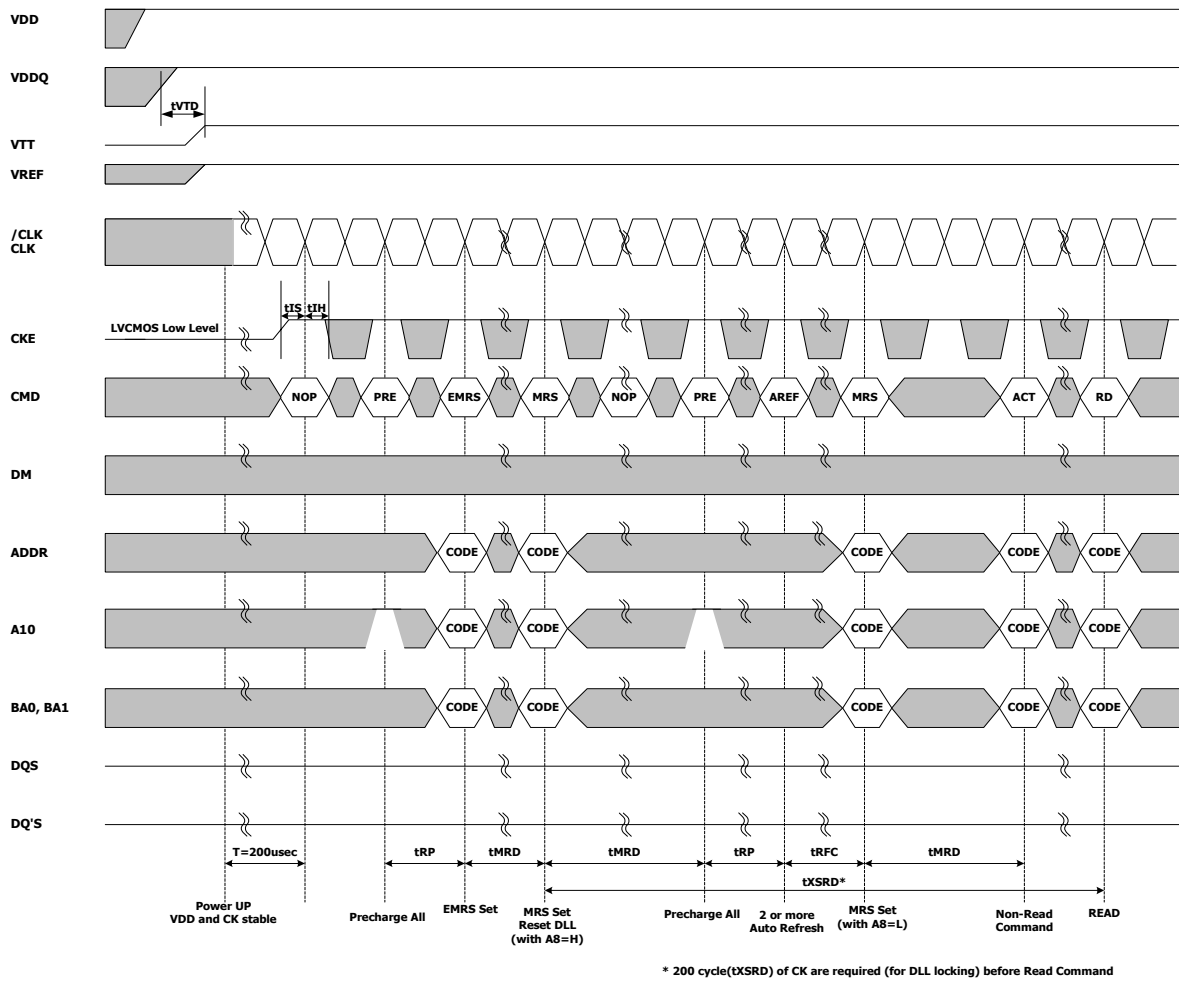 VDD
VDDQ
tVTD
VTT
VREF
/CLK
CLK
tIS tIH
LVCMOS Low Level
CKE
CMD NOP PRE EMRS MRS NOP PRE AREF MRS ACT RD
DM
ADDR CODE CODE CODE CODE CODE
A10 CODE CODE CODE CODE CODE
BA0, BA1 CODE CODE CODE CODE CODE
DQS
DQ'S
T=200usec tRP tMRD tMRD tRP tRFC tMRD
tXSRD*
Power UP
VDD and CK stable
Precharge All
EMRS Set
MRS Set
Reset DLL
(with A8=H)
Precharge All
2 or more
Auto Refresh
MRS Set
(with A8=L)
Non-Read
Command
READ
* 200 cycle(tXSRD) of CK are required (for DLL locking) before Read Command